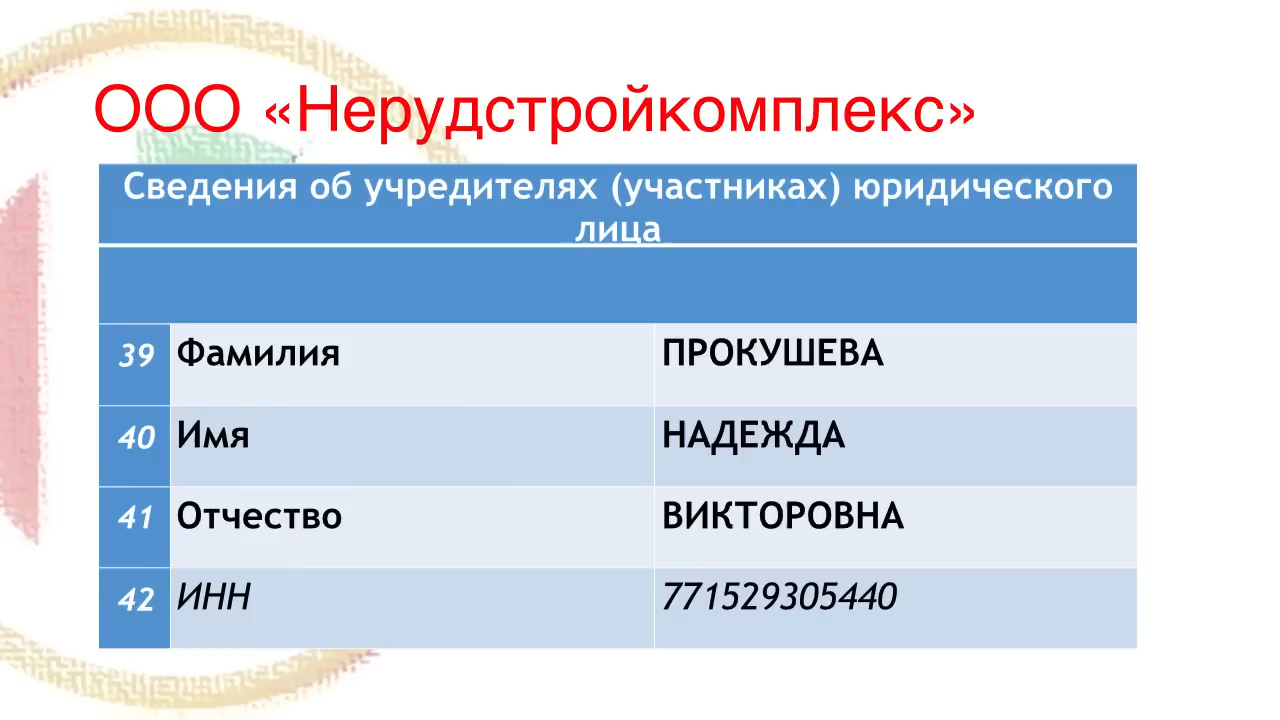 ООО «Нерудстройкомплекс»
Сведения об учредителях (участниках) юридического
лица
39 Фамилия ПРОКУШЕВА
40 Имя НАДЕЖДА
41 Отчество ВИКТОРОВНА
42 ИНН 771529305440